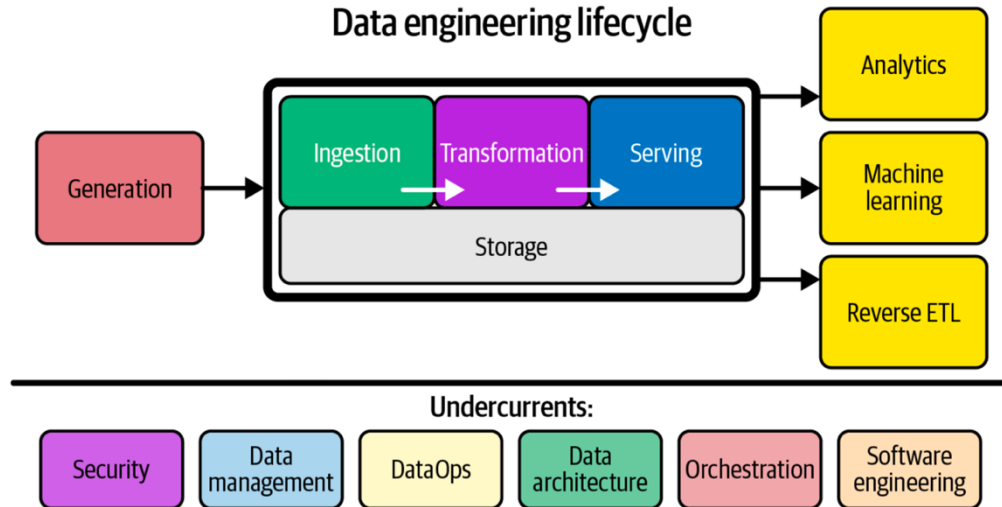 Data engineering lifecycle
Generation
Ingestion
Transformation
Serving
Storage
Analytics
Machine
learning
Reverse ETL
Undercurrents:
Security
Data
management
DataOps
Data
architecture
Orchestration
Software
engineering